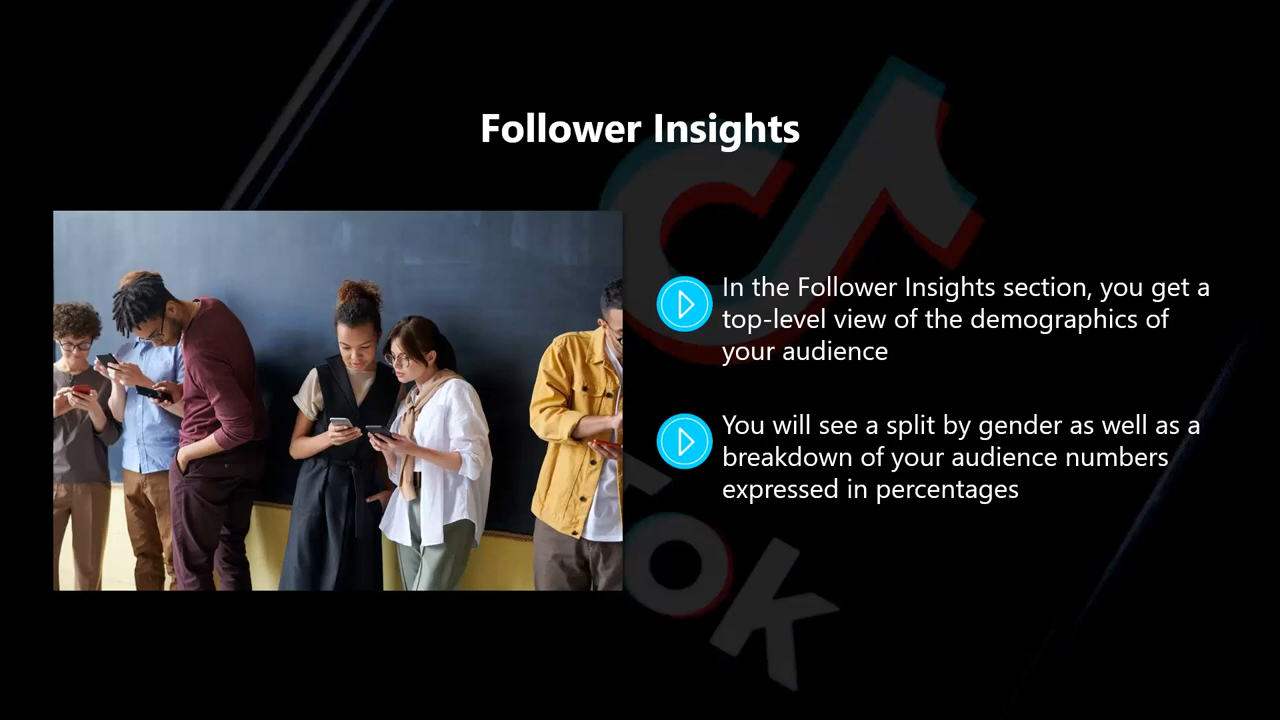 Follower Insights
In the Follower Insights section, you get a
top-level view of the demographics of
your audience
You will see a split by gender as well as a
breakdown of your audience numbers
expressed in percentages
Tok